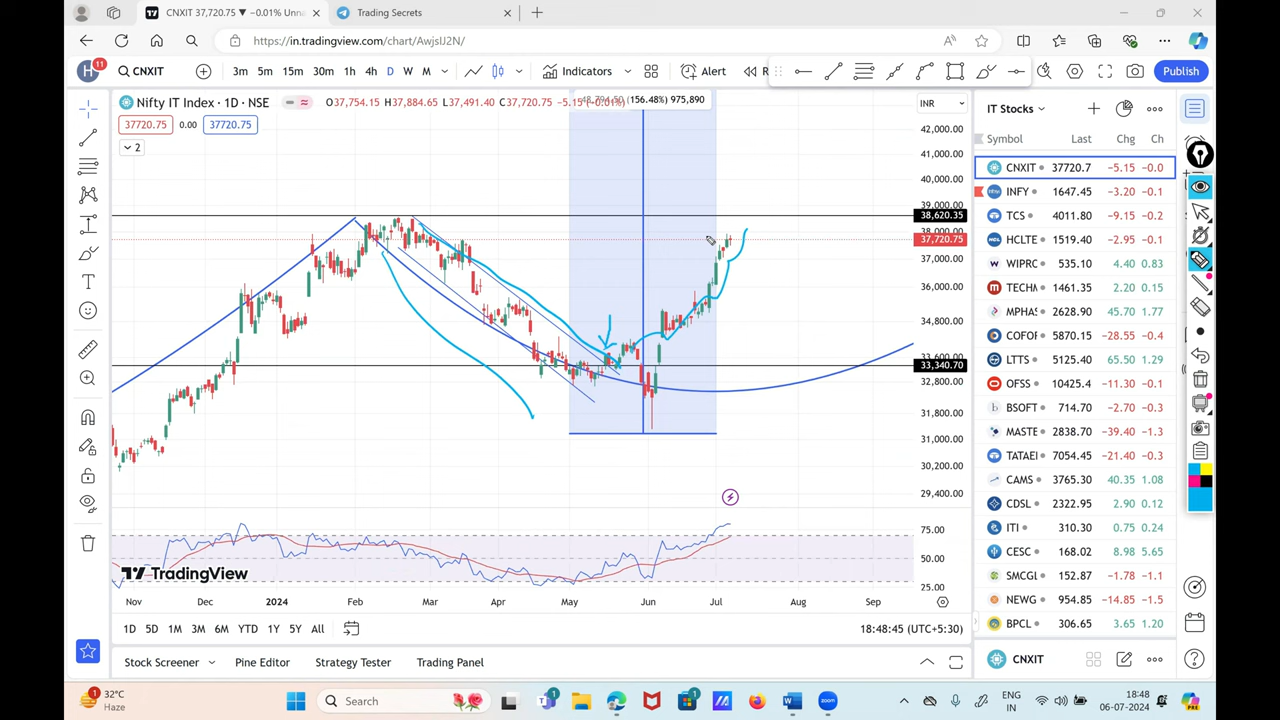 CNXIT 37,720.75 ▼ −0.01% Unna
Trading Secrets
https://in.tradingview.com/chart/AwjsIJ2N/
H 11
CNXIT
3m 5m 15m 30m 1h 4h D W M
Indicators
Alert
R
Publish
Nifty IT Index · 1D · NSE
O37,754.15 H37,884.65 L37,491.40 C37,720.75 −5.15 (−0.01%)
(156.48%) 975,890
37720.75 0.00 37720.75
2
INR
42,000.00
41,000.00
40,000.00
39,000.00
38,620.35
38,000.00
37,720.75
37,000.00
36,000.00
34,800.00
33,600.00
33,340.70
32,800.00
31,800.00
31,000.00
30,200.00
29,400.00
75.00
50.00
25.00
TradingView
Nov Dec 2024 Feb Mar Apr May Jun Jul Aug Sep
1D 5D 1M 3M 6M YTD 1Y 5Y All
18:48:45 (UTC+5:30)
Stock Screener Pine Editor Strategy Tester Trading Panel
IT Stocks
Symbol Last Chg Ch
CNXIT 37720.7 −5.15 −0.0
INFY 1647.45 −3.20 −0.1
TCS 4011.80 −9.15 −0.2
HCLTE 1519.40 −2.95 −0.1
WIPRC 535.10 4.40 0.83
TECHA 1461.35 2.20 0.15
MPHAS 2628.90 45.70 1.77
COFOF 5870.15 −28.55 −0.4
LTTS 5125.40 65.50 1.29
OFSS 10425.4 −11.30 −0.1
BSOFT 714.70 −2.70 −0.3
MASTE 2838.70 −39.40 −1.3
TATAEI 7054.45 −21.40 −0.3
CAMS 3765.30 40.35 1.08
CDSL 2322.95 2.90 0.12
ITI 310.30 0.75 0.24
CESC 168.02 8.98 5.65
SMCGL 152.87 −1.78 −1.1
NEWG 954.85 −14.85 −1.5
BPCL 306.65 3.65 1.20
CNXIT
1
32°C
Haze
Search
1
1
ENG
IN
18:48
06-07-2024
PRE